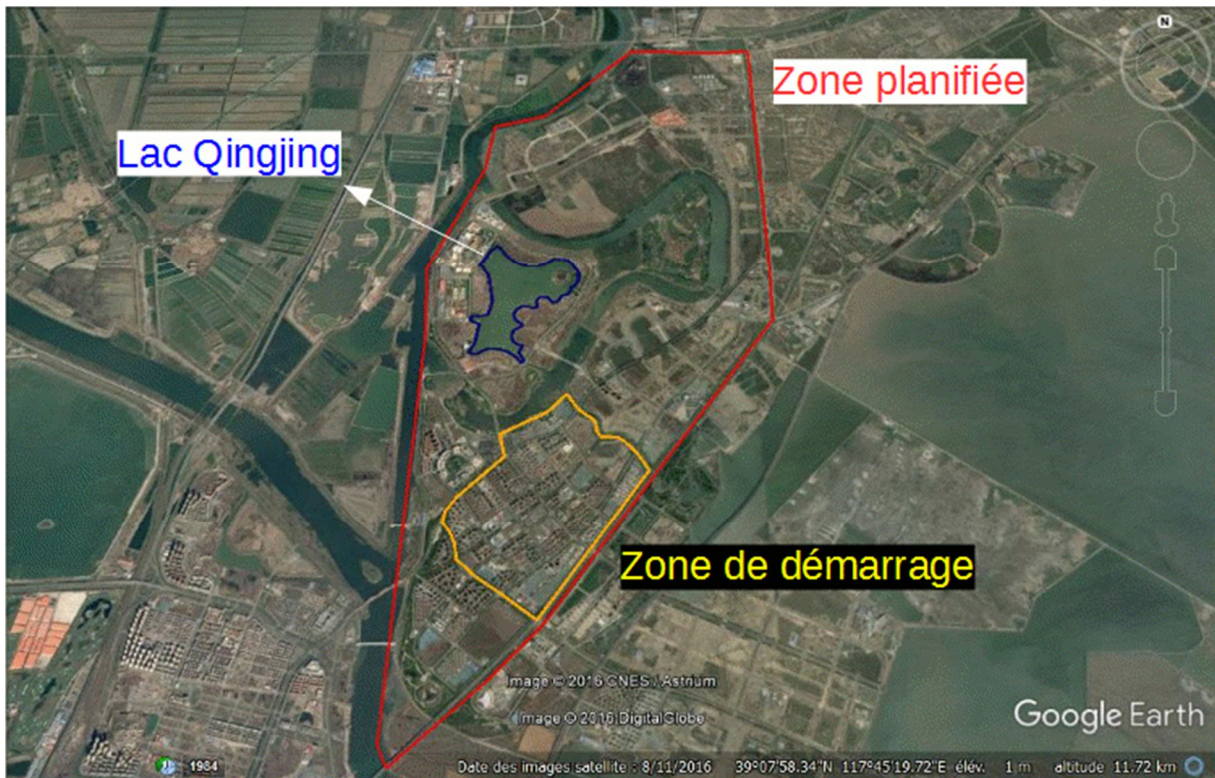 N
Zone planifiée
Lac Qingjing
Zone de démarrage
Image © 2016 CNES / Astrium
Image © 2016 DigitalGlobe
Google Earth
1984
Date des images satellite : 8/11/2016 39°07'58.34"N 117°45'19.72"E élév. 1 m altitude 11.72 km